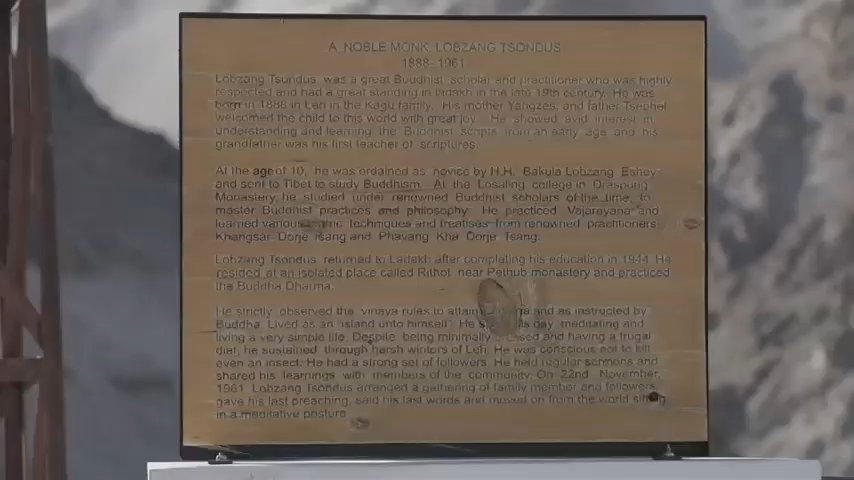 A NOBLE MONK, LOBZANG TSONDUS
1888-1961
Lobzang Tsondus was a great Buddhist scholar and practitioner who was highly
respected and had a great standing in ladakh in the late 19th century. He was
born in 1888 in Leh in the Kagu family. His mother Yangzes, and father Tsephel
welcomed the child to this world with great joy. He showed avid interest in
understanding and learning the Buddhist scripts from an early age and his
grandfather was his first teacher of scriptures
At the age of 10, he was ordained as novice by H.H. Bakula Lobzang Eshey
and sent to Tibet to study Buddhism. At the Losuling college in Drespung
Monastery, he studied under renowned Buddhist scholars of the time, to
master Buddhist practices and philosophy. He practiced Vajarayana and
learned various techniques and treatises from renowned practitioners,
Khangsar Dorje Tsang and Phavang Kha Dorje Tsang.
Lobzang Tsondus returned to Ladakh after completing his education in 1944. He
resided at an isolated place called Rilhot near Pethub monastery and practiced
the Buddha Dharma.
He strictly observed the vinaya rules to attain and as instructed by
Buddha Lived as an island unto himself. He his day meditating and
living a very simple life. Despite being minimally and having a frugal
diet, he sustained through harsh winters of Leh. He was conscious not to kill
even an insect. He had a strong set of followers. He held regular sermons and
shared his learnings with members of the community On 22nd November,
1961 Lobzang Tsondus arranged a gathering of family member and followers,
gave his last preaching, said his last words and moved on from the world sitting
in a meditative posture